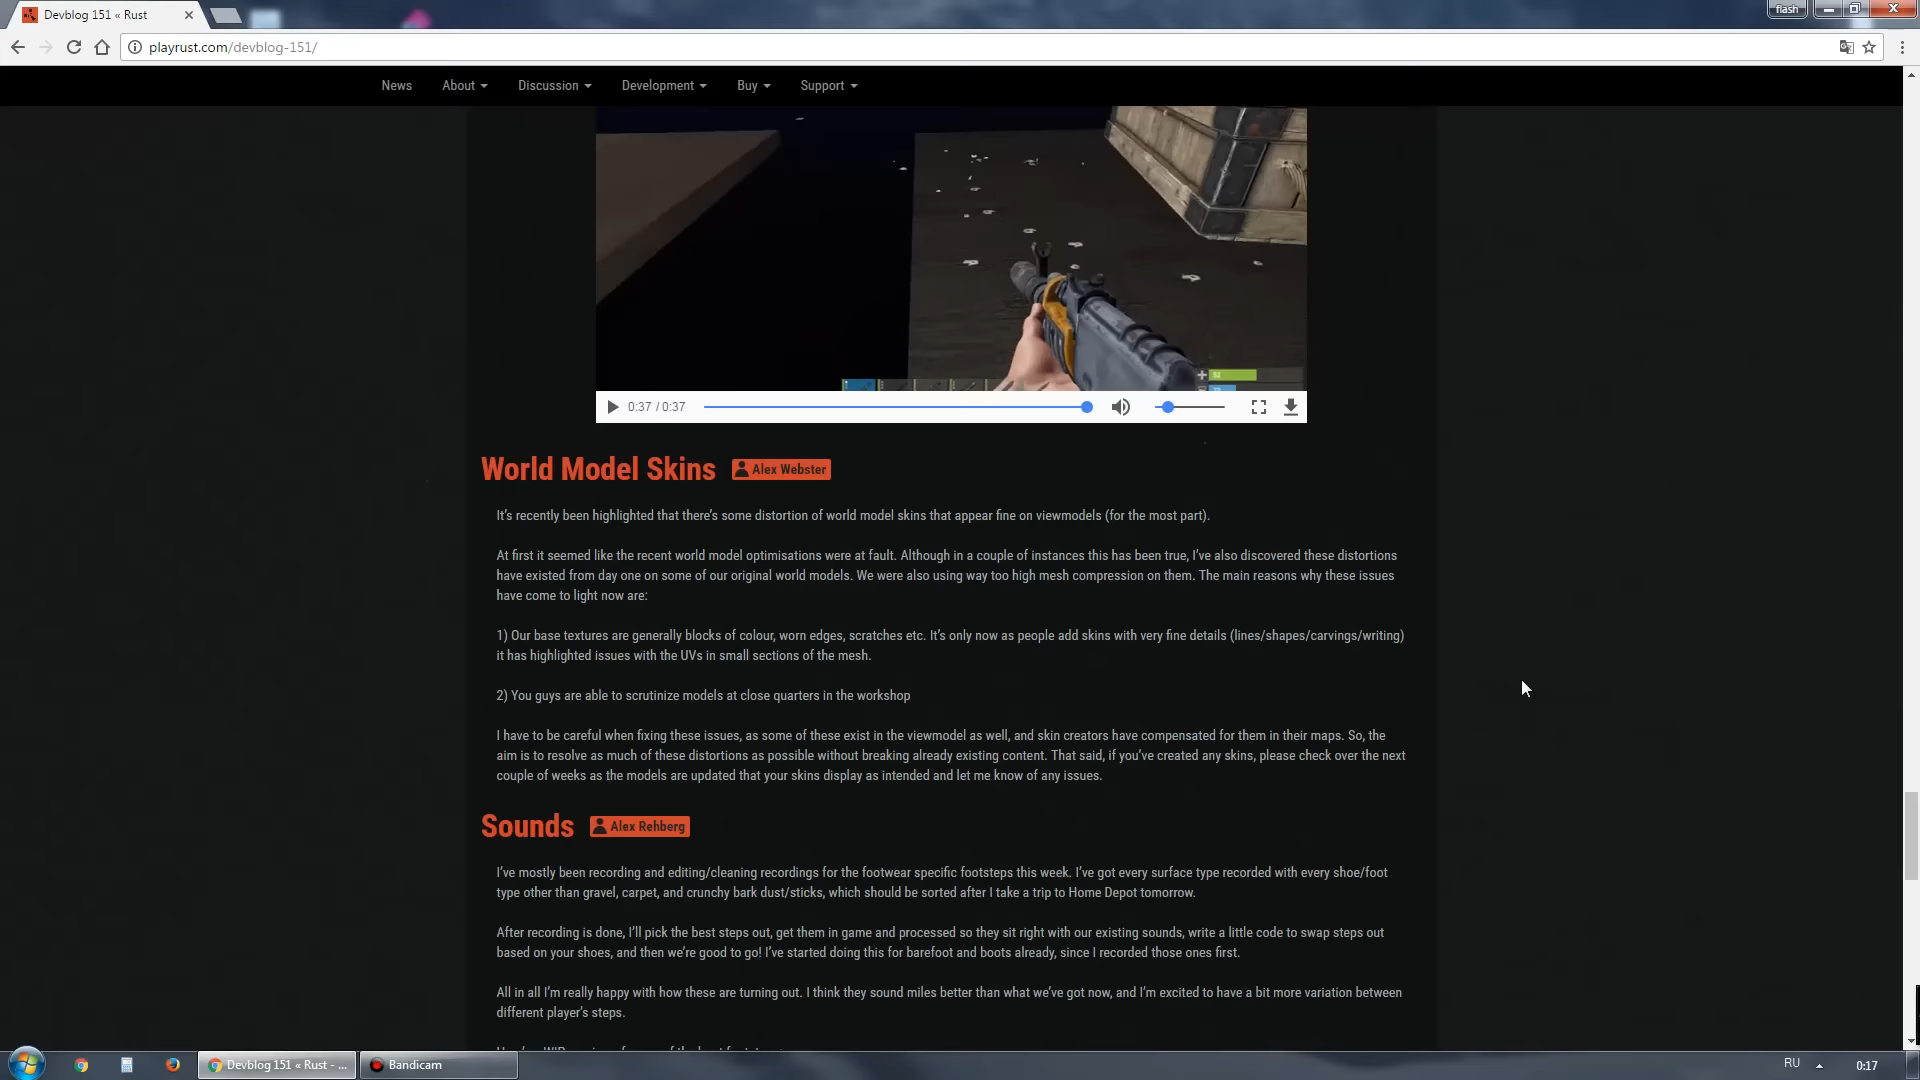 Devblog 151 « Rust
flash
playrust.com/devblog-151/
News About Discussion Development Buy Support
0:37 / 0:37
World Model Skins Alex Webster
It's recently been highlighted that there's some distortion of world model skins that appear fine on viewmodels (for the most part).
At first it seemed like the recent world model optimisations were at fault. Although in a couple of instances this has been true, I've also discovered these distortions
have existed from day one on some of our original world models. We were also using way too high mesh compression on them. The main reasons why these issues
have come to light now are:
1) Our base textures are generally blocks of colour, worn edges, scratches etc. It's only now as people add skins with very fine details (lines/shapes/carvings/writing)
it has highlighted issues with the UVs in small sections of the mesh.
2) You guys are able to scrutinize models at close quarters in the workshop
I have to be careful when fixing these issues, as some of these exist in the viewmodel as well, and skin creators have compensated for them in their maps. So, the
aim is to resolve as much of these distortions as possible without breaking already existing content. That said, if you've created any skins, please check over the next
couple of weeks as the models are updated that your skins display as intended and let me know of any issues.
Sounds Alex Rehberg
I've mostly been recording and editing/cleaning recordings for the footwear specific footsteps this week. I've got every surface type recorded with every shoe/foot
type other than gravel, carpet, and crunchy bark dust/sticks, which should be sorted after I take a trip to Home Depot tomorrow.
After recording is done, I'll pick the best steps out, get them in game and processed so they sit right with our existing sounds, write a little code to swap steps out
based on your shoes, and then we're good to go! I've started doing this for barefoot and boots already, since I recorded those ones first.
All in all I'm really happy with how these are turning out. I think they sound miles better than what we've got now, and I'm excited to have a bit more variation between
different player's steps.
Devblog 151 « Rust - ...
Bandicam
RU
0:17